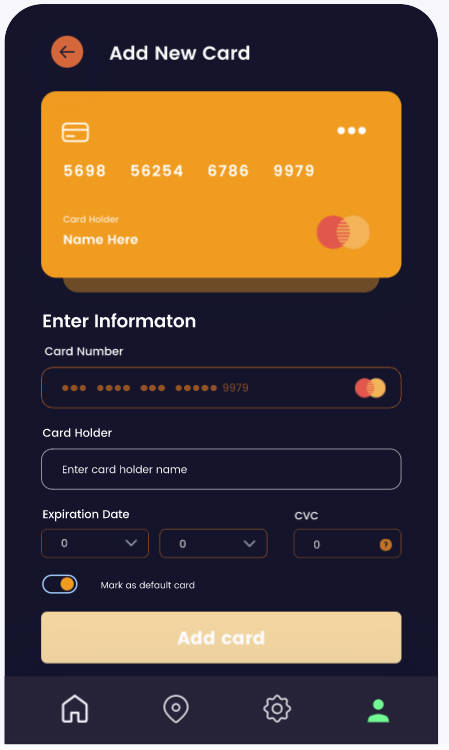 Add New Card
5698 56254 6786 9979
Card Holder
Name Here
Enter Informaton
Card Number
••• •••• ••• ••••• 9979
Card Holder
Enter card holder name
Expiration Date CVC
0 0 0 ?
Mark as default card
Add card